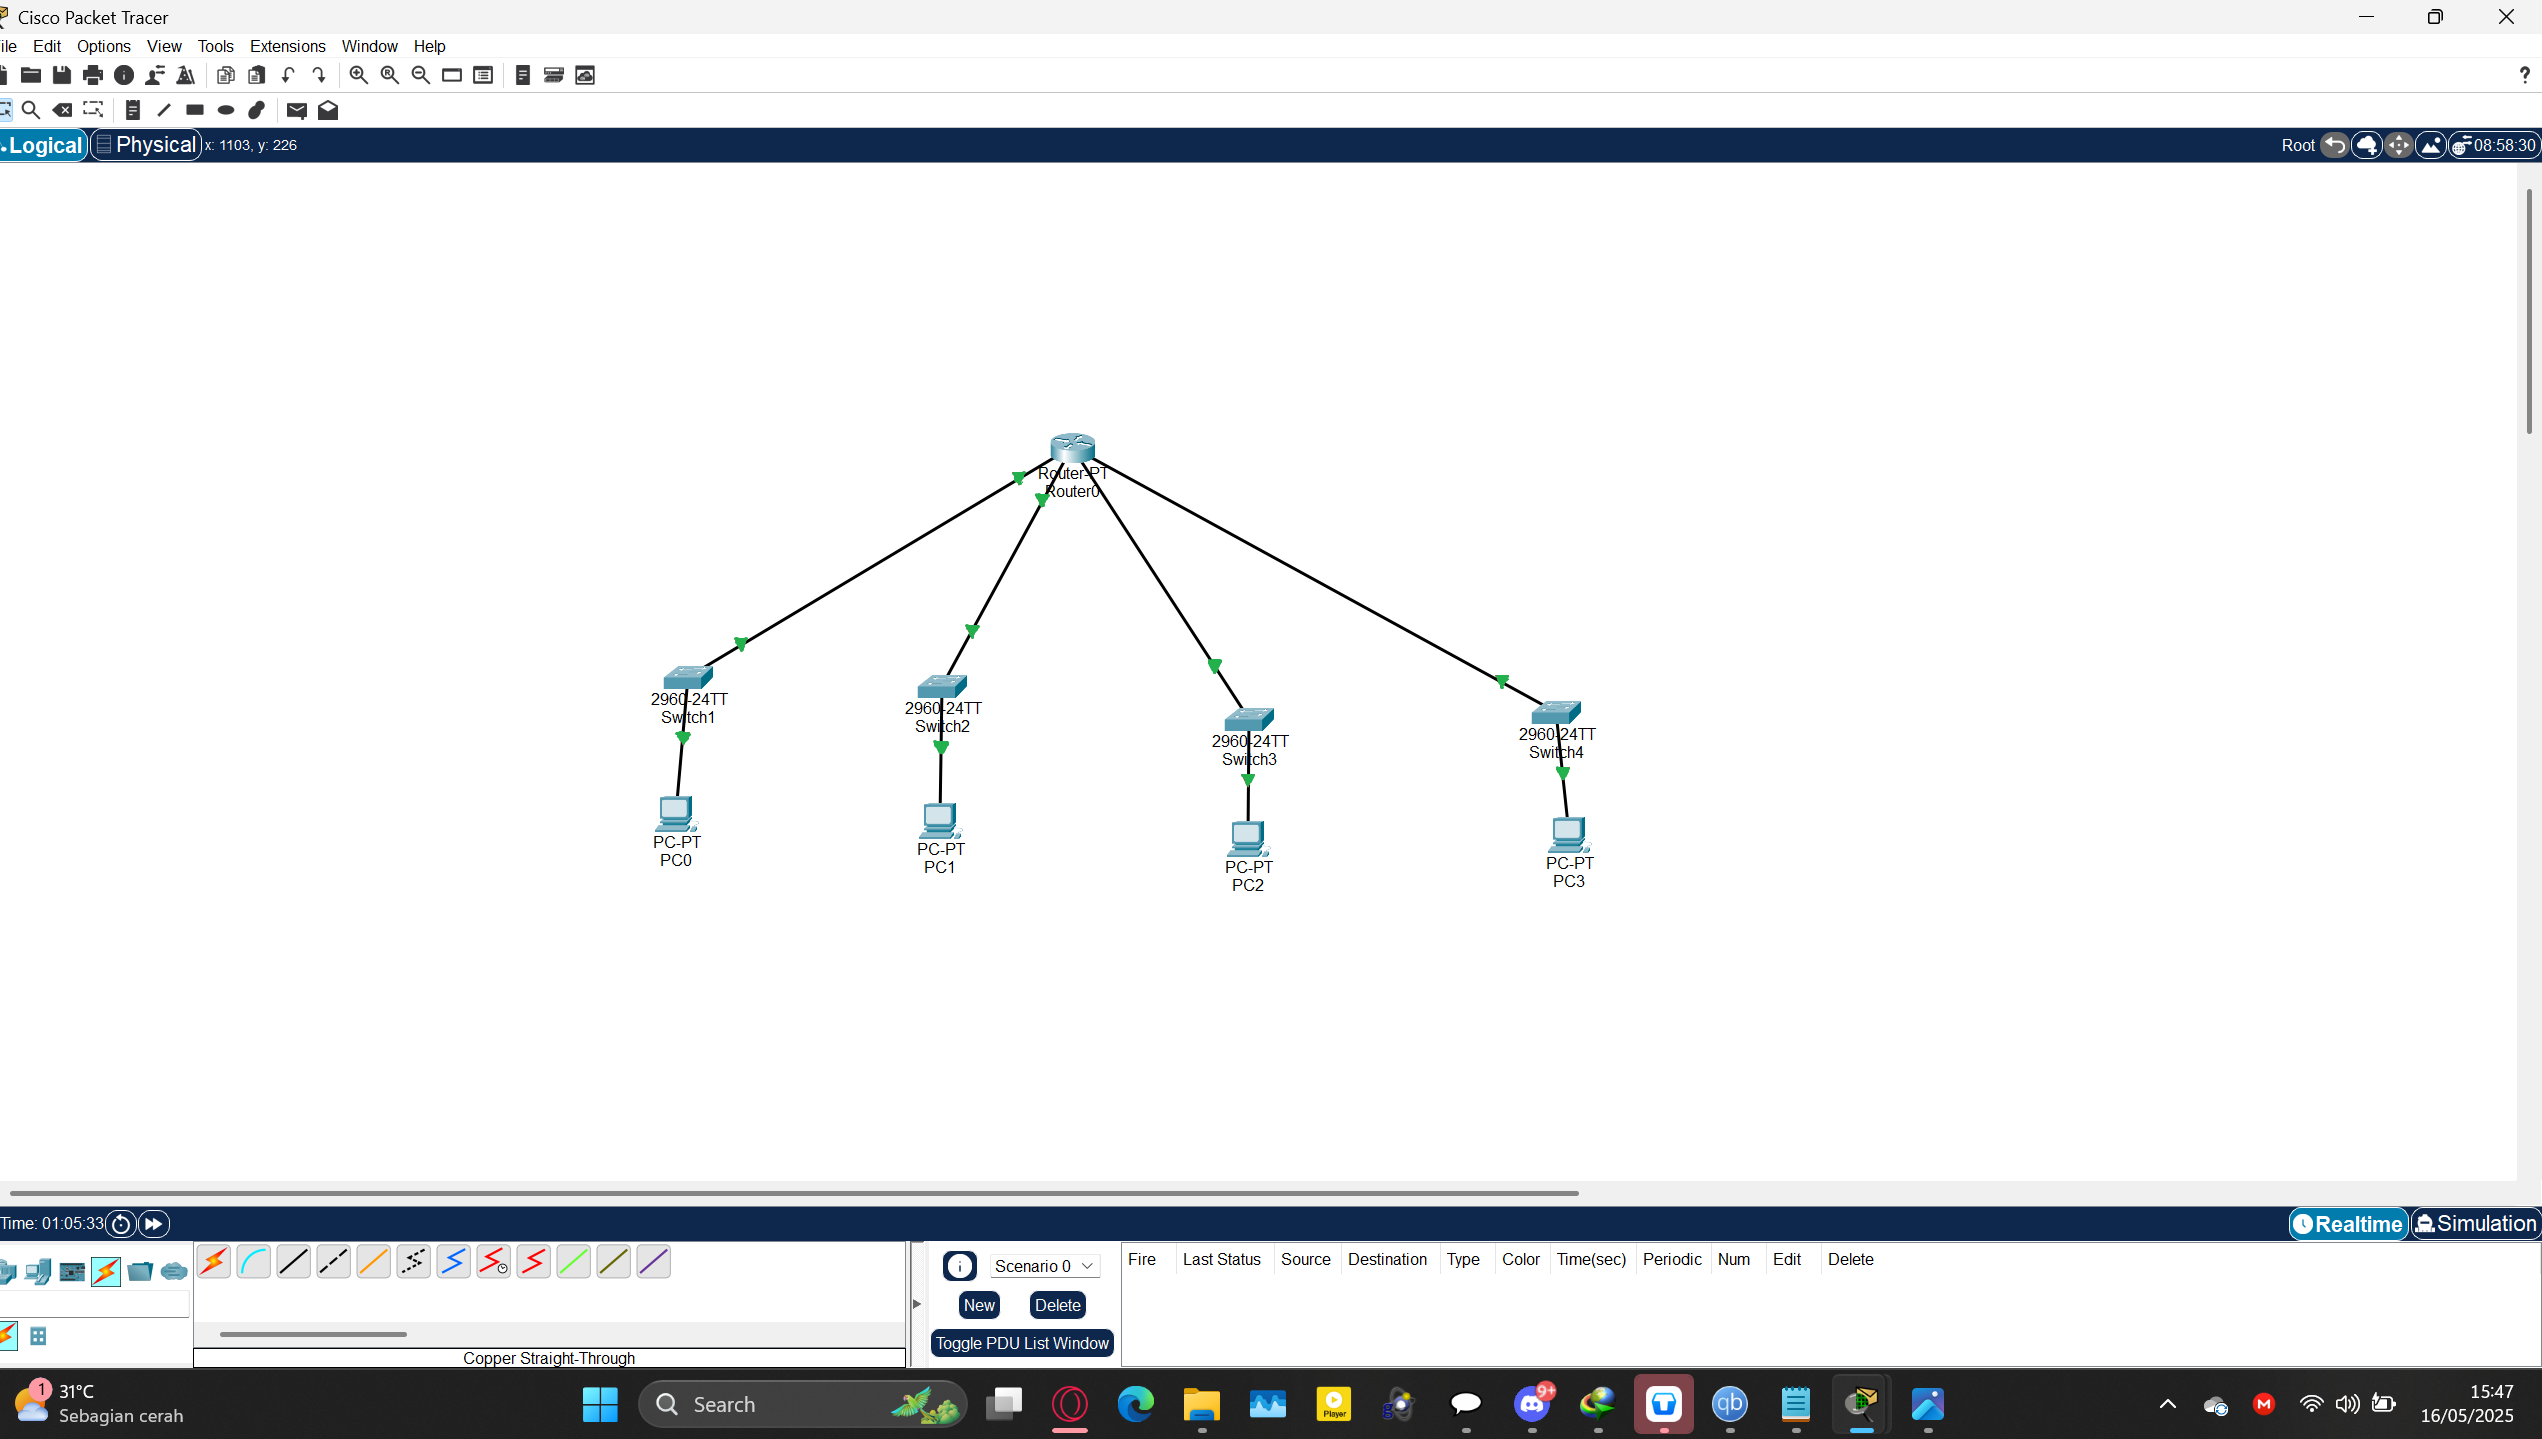 Cisco Packet Tracer
ile Edit Options View Tools Extensions Window Help
?
Logical Physical x: 1103, y: 226 Root 08:58:30
Router-PT
Router0
2960-24TT
Switch1
2960-24TT
Switch2
2960-24TT
Switch3
2960-24TT
Switch4
PC-PT
PC0
PC-PT
PC1
PC-PT
PC2
PC-PT
PC3
Time: 01:05:33 Realtime Simulation
Scenario 0 Fire Last Status Source Destination Type Color Time(sec) Periodic Num Edit Delete
New Delete
Toggle PDU List Window
Copper Straight-Through
1 31°C
Sebagian cerah
Search
Player
9+
qb
M
15:47
16/05/2025